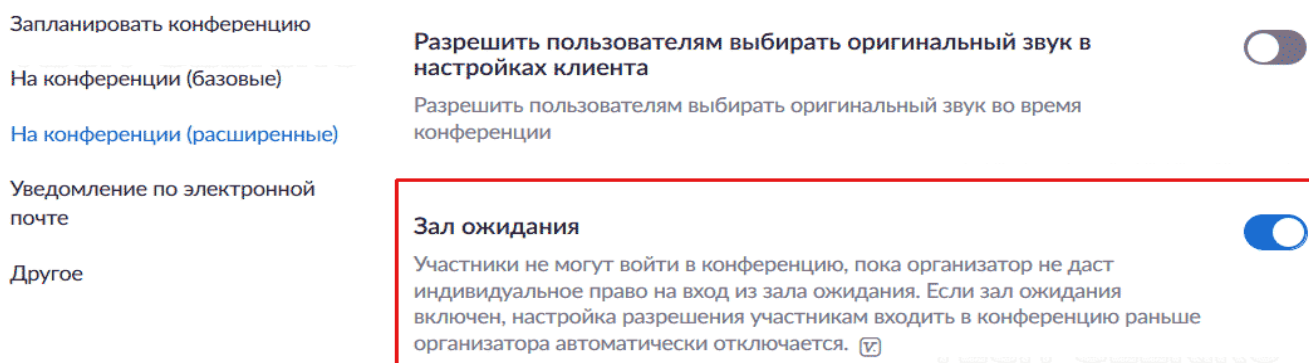 Запланировать конференцию
На конференции (базовые)
На конференции (расширенные)
Уведомление по электронной
почте
Другое
Разрешить пользователям выбирать оригинальный звук в
настройках клиента
Разрешить пользователям выбирать оригинальный звук во время
конференции
Зал ожидания
Участники не могут войти в конференцию, пока организатор не даст
индивидуальное право на вход из зала ожидания. Если зал ожидания
включен, настройка разрешения участникам входить в конференцию раньше
организатора автоматически отключается.